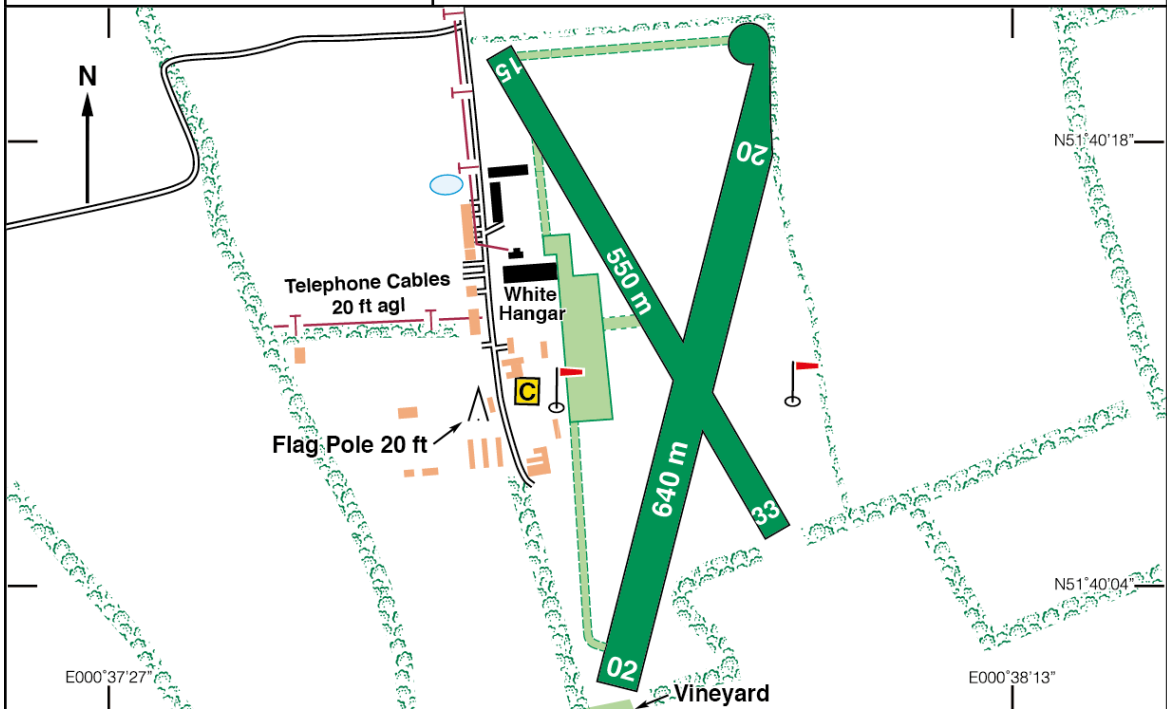 15
N
20
N51°40'18"
550 m
Telephone Cables
20 ft agl
White
Hangar
C
Flag Pole 20 ft
640 m
33
N51°40'04"
02
E000°37'27"
E000°38'13"
Vineyard